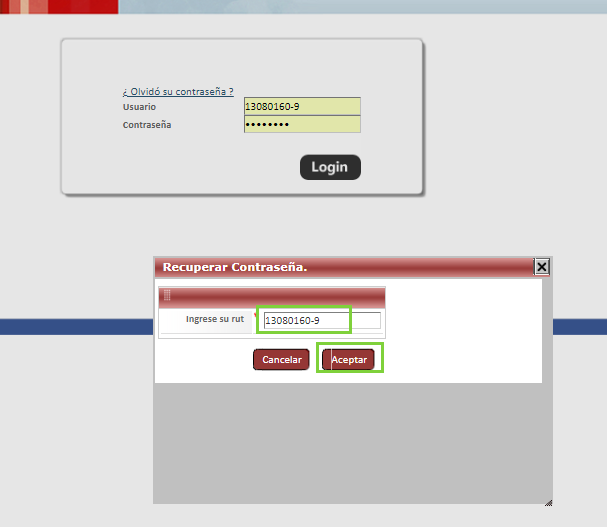 ¿ Olvidó su contraseña ?
Usuario 13080160-9
Contraseña ••••••••
Login
Recuperar Contraseña.
Ingrese su rut * 13080160-9
Cancelar Aceptar